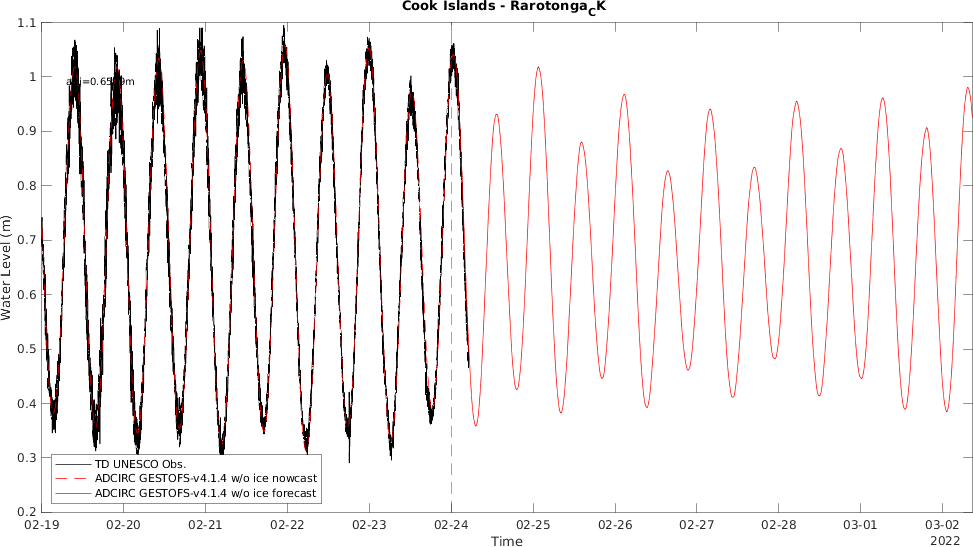 Cook Islands - Rarotonga_CK
1.1
1
0.9
0.8
0.7
0.6
0.5
0.4
0.3
0.2
Water Level (m)
TD UNESCO Obs.
ADCIRC GESTOFS-v4.1.4 w/o ice nowcast
ADCIRC GESTOFS-v4.1.4 w/o ice forecast
02-19 02-20 02-21 02-22 02-23 02-24 02-25 02-26 02-27 02-28 03-01 03-02
Time 2022